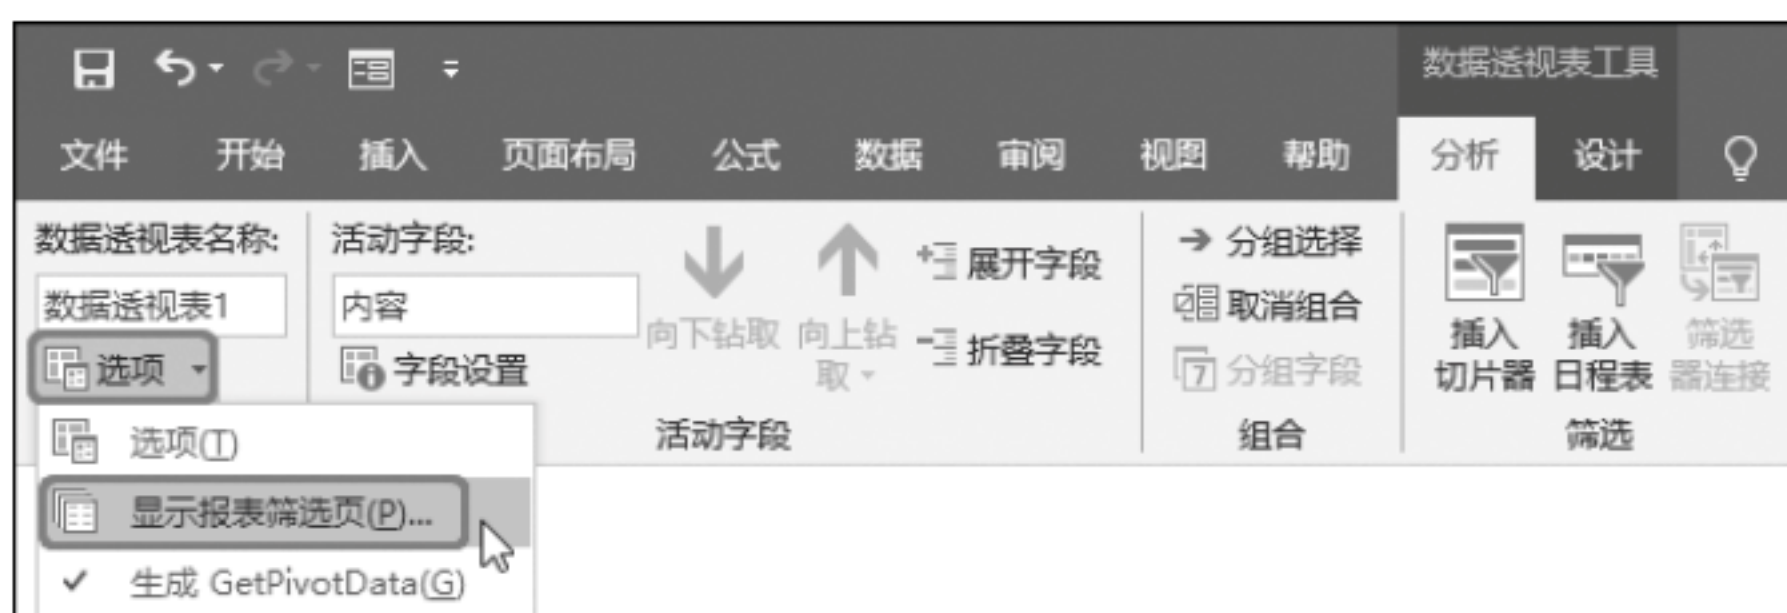 数据透视表工具
文件 开始 插入 页面布局 公式 数据 审阅 视图 帮助 分析 设计
数据透视表名称:
数据透视表1
选项
活动字段:
内容
字段设置
向下钻取
向上钻
取
展开字段
折叠字段
活动字段
分组选择
取消组合
7 分组字段
组合
插入
切片器
插入
日程表
筛选
器连接
筛选
选项(T)
显示报表筛选页(P)...
生成 GetPivotData(G)